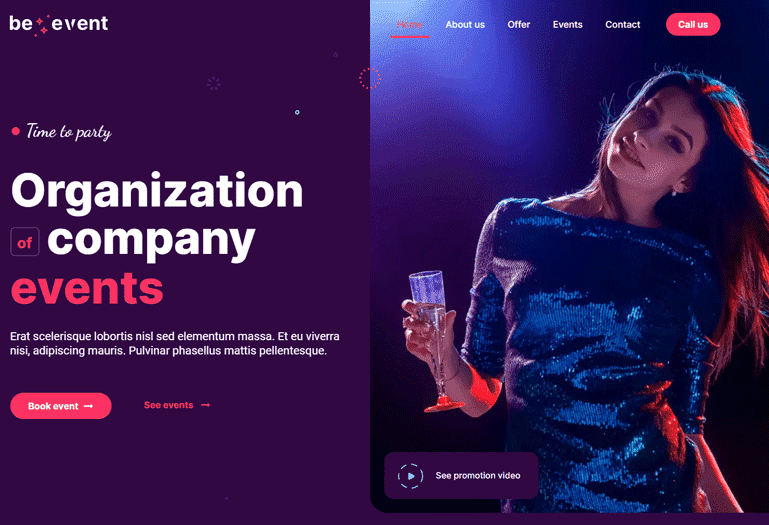 be event
Home
About us
Offer
Events
Contact
Call us
Time to party
Organization
of company
events
Erat scelerisque lobortis nisl sed elementum massa. Et eu viverra
nisi, adipiscing mauris. Pulvinar phasellus mattis pellentesque.
Book event
See events
See promotion video